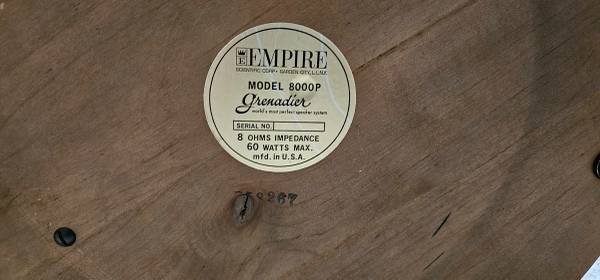 E EMPIRE
SCIENTIFIC CORP • GARDEN CITY, L.I., N.Y.
MODEL 8000P
Grenadier
world's most perfect speaker system
SERIAL NO.
8 OHMS IMPEDANCE
60 WATTS MAX.
mfd. in U.S.A.